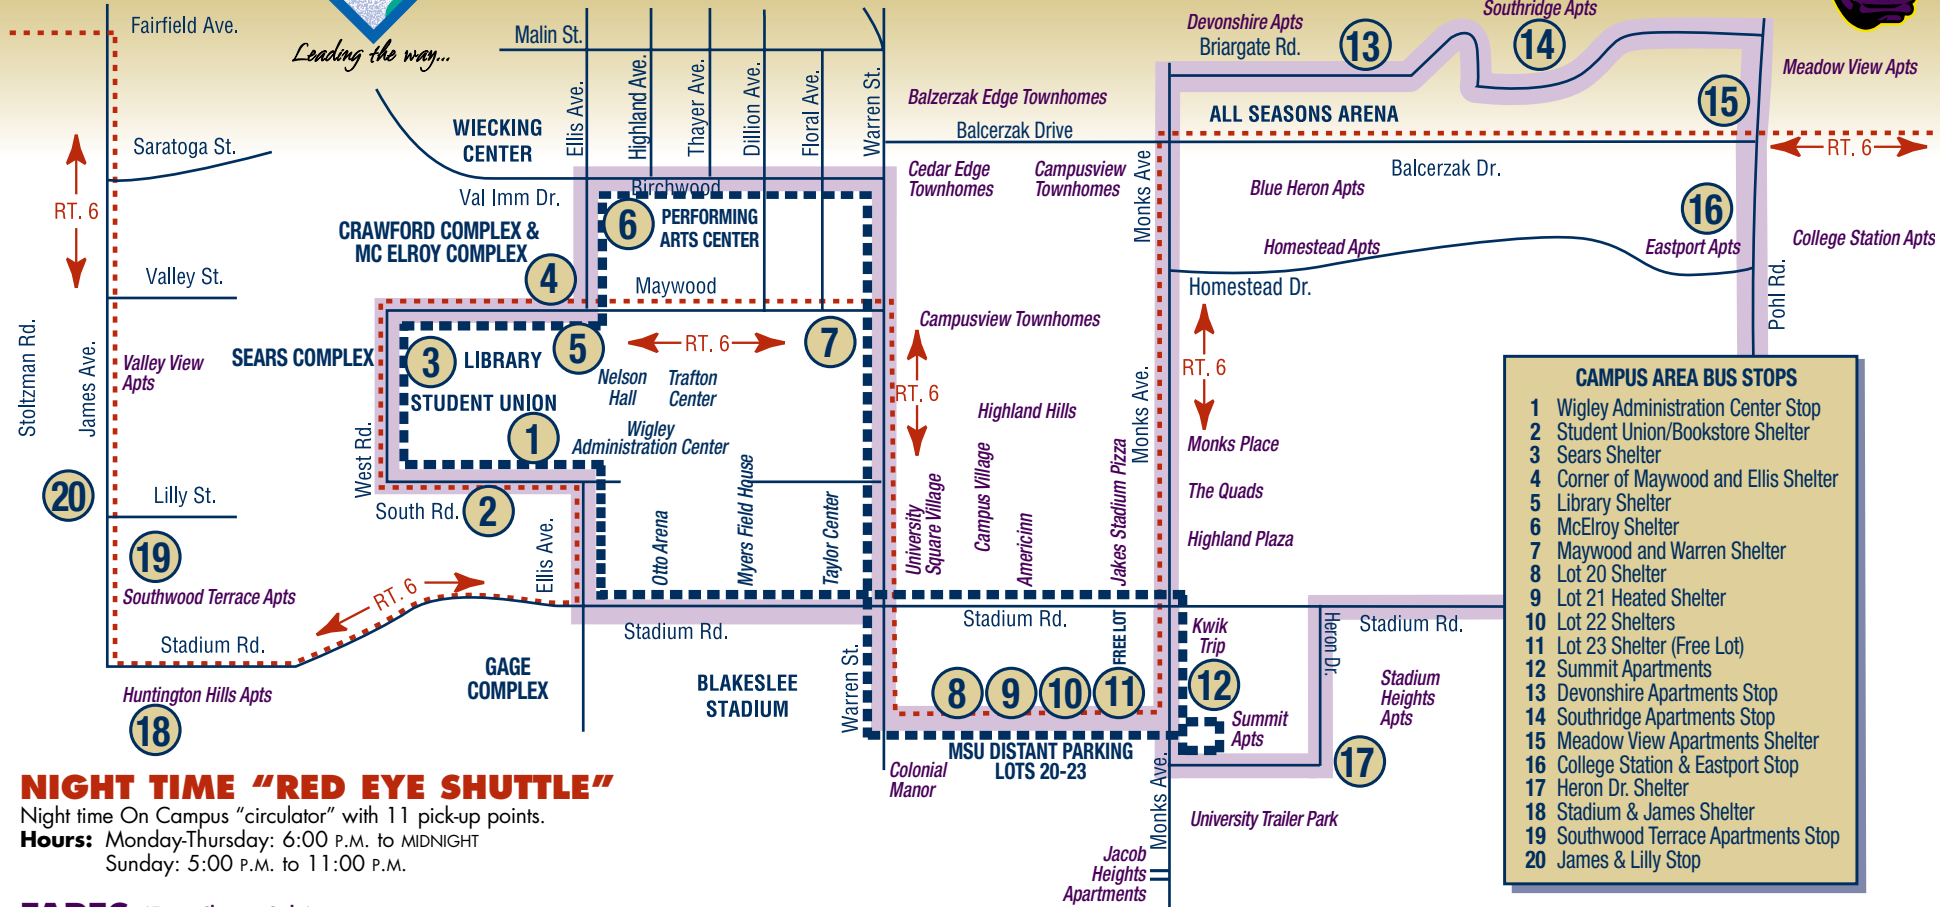 Fairfield Ave.
Leading the way...
Malin St.
Ellis Ave.
Highland Ave.
Thayer Ave.
Dillion Ave.
Floral Ave.
Warren St.
Devonshire Apts
Briargate Rd.
13
Southridge Apts
14
Meadow View Apts
15
Balzerzak Edge Townhomes
ALL SEASONS ARENA
Balcerzak Drive
RT. 6
Saratoga St.
WIECKING
CENTER
Val Imm Dr.
Birchwood
Cedar Edge
Townhomes
Campusview
Townhomes
Monks Ave
Balcerzak Dr.
Blue Heron Apts
16
RT. 6
CRAWFORD COMPLEX &
MC ELROY COMPLEX
6
PERFORMING
ARTS CENTER
Homestead Apts
Eastport Apts
College Station Apts
Valley St.
4
Maywood
Homestead Dr.
Pohl Rd.
Stoltzman Rd.
James Ave.
Valley View
Apts
SEARS COMPLEX
3
LIBRARY
5
RT. 6
7
Campusview Townhomes
RT. 6
RT. 6
Nelson
Hall
Trafton
Center
STUDENT UNION
1
Wigley
Administration Center
Highland Hills
Monks Ave.
Monks Place
West Rd.
20
Lilly St.
South Rd.
2
Ellis Ave.
Otto Arena
Myers Field House
Taylor Center
University
Square Village
Campus Village
Americinn
Jakes Stadium Pizza
The Quads
Highland Plaza
19
Southwood Terrace Apts
RT. 6
Stadium Rd.
Stadium Rd.
Stadium Rd.
FREE LOT
Kwik
Trip
Heron Dr.
Stadium Rd.
Huntington Hills Apts
18
GAGE
COMPLEX
BLAKESLEE
STADIUM
Warren St.
8
9
10
11
12
Summit
Apts
Stadium
Heights
Apts
MSU DISTANT PARKING
LOTS 20-23
17
Colonial
Manor
Monks Ave.
University Trailer Park
Jacob
Heights
Apartments
CAMPUS AREA BUS STOPS
1 Wigley Administration Center Stop
2 Student Union/Bookstore Shelter
3 Sears Shelter
4 Corner of Maywood and Ellis Shelter
5 Library Shelter
6 McElroy Shelter
7 Maywood and Warren Shelter
8 Lot 20 Shelter
9 Lot 21 Heated Shelter
10 Lot 22 Shelters
11 Lot 23 Shelter (Free Lot)
12 Summit Apartments
13 Devonshire Apartments Stop
14 Southridge Apartments Stop
15 Meadow View Apartments Shelter
16 College Station & Eastport Stop
17 Heron Dr. Shelter
18 Stadium & James Shelter
19 Southwood Terrace Apartments Stop
20 James & Lilly Stop
NIGHT TIME “RED EYE SHUTTLE”
Night time On Campus “circulator” with 11 pick-up points.
Hours: Monday-Thursday: 6:00 P.M. to MIDNIGHT
Sunday: 5:00 P.M. to 11:00 P.M.